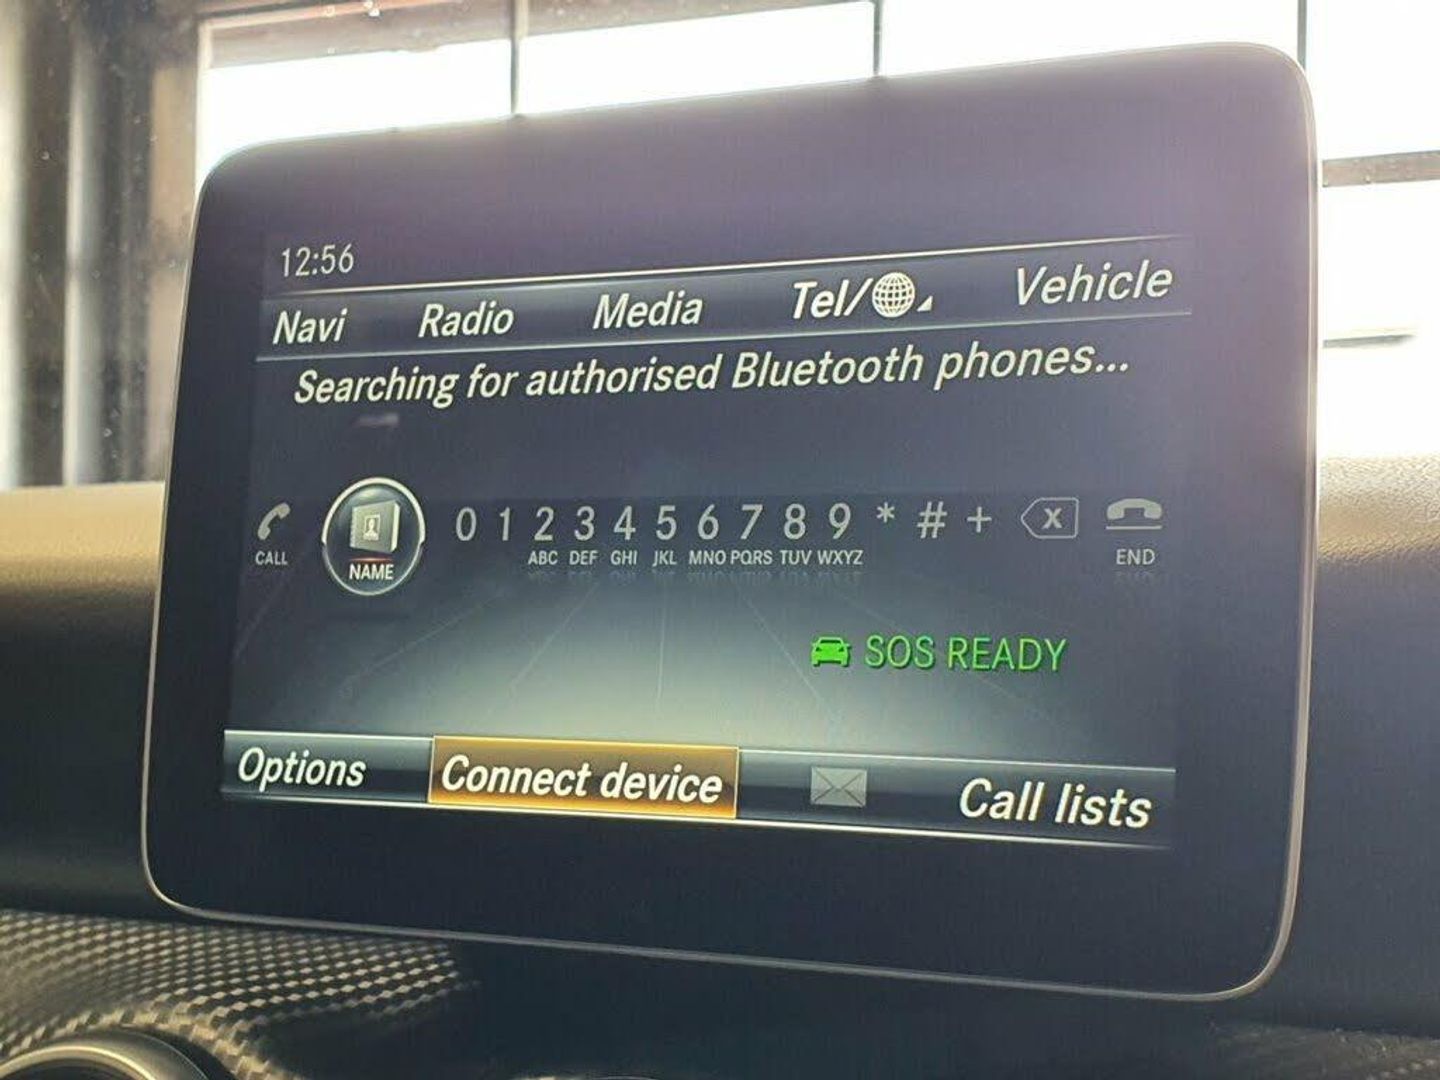 12:56
Navi Radio Media Tel/ Vehicle
Searching for authorised Bluetooth phones...
0 1 2 3 4 5 6 7 8 9 * # + x
CALL NAME ABC DEF GHI JKL MNO PQRS TUV WXYZ END
SOS READY
Options Connect device Call lists